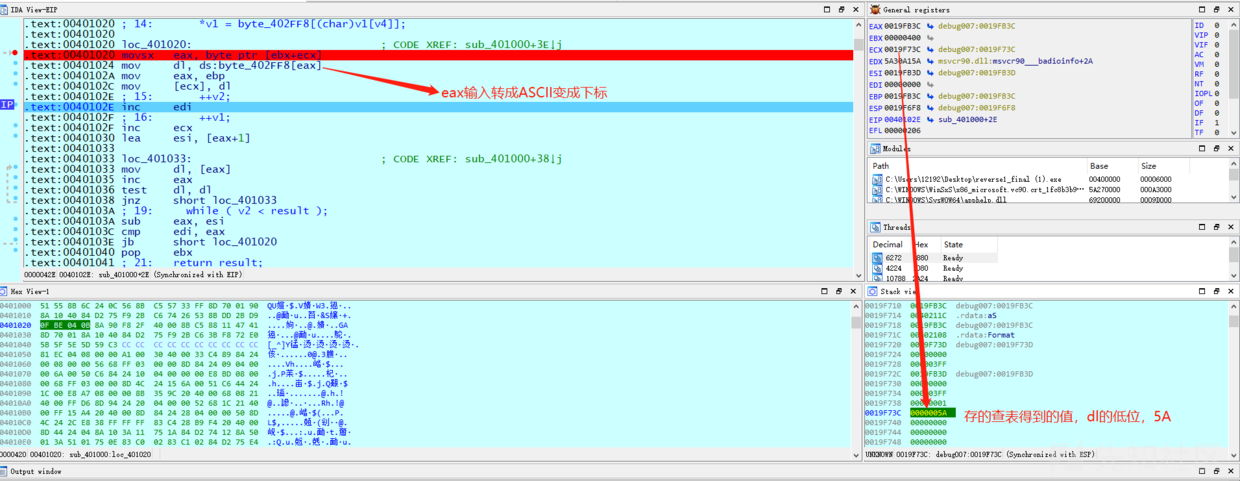 IDA View-EIP
.text:00401020 ; 14:     *v1 = byte_402FF8[(char)v1[v4]];
.text:00401020
.text:00401020 loc_401020:                              ; CODE XREF: sub_401000+3E↓j
.text:00401020 movsx   eax, byte ptr [ebx+ecx]
.text:00401024 mov     dl, ds:byte_402FF8[eax]
.text:0040102A mov     eax, ebp
.text:0040102C mov     [ecx], dl
.text:0040102E ; 15:     ++v2;
.text:0040102E inc     edi
.text:0040102F ; 16:     ++v1;
.text:0040102F inc     ecx
.text:00401030 lea     esi, [eax+1]
.text:00401033
.text:00401033 loc_401033:                              ; CODE XREF: sub_401000+38↓j
.text:00401033 mov     dl, [eax]
.text:00401035 inc     eax
.text:00401036 test    dl, dl
.text:00401038 jnz     short loc_401033
.text:0040103A ; 19:   while ( v2 < result );
.text:0040103A sub     eax, esi
.text:0040103C cmp     edi, eax
.text:0040103E jb      short loc_401020
.text:00401040 pop     ebx
.text:00401041 ; 21:   return result;
0000042E 0040102E: sub_401000+2E (Synchronized with EIP)
IP
eax输入转成ASCII变成下标
General registers
EAX 0019FB3C debug007:0019FB3C
EBX 00000400
ECX 0019F73C debug007:0019F73C
EDX 5A30A15A msvcr90.dll:msvcr90___badioinfo+2A
ESI 0019FB3D debug007:0019FB3D
EDI 00000000
EBP 0019FB3C debug007:0019FB3C
ESP 0019F6F8 debug007:0019F6F8
EIP 0040102E sub_401000+2E
EFL 00000206
ID 0
VIP 0
VIF 0
AC 0
VM 0
RF 0
NT 0
IOPL 0
OF 0
DF 0
IF 1
TF 0
Modules
Path Base Size
C:\Users\12192\Desktop\reverse1_final (1).exe 00400000 00006000
C:\WINDOWS\WinSxS\x86_microsoft.vc90.crt_1fc8b3b9… 5A270000 000A3000
C:\WINDOWS\SysWOW64\apphelp.dll 69200000 0009D000
Threads
Decimal Hex State
6272 1880 Ready
4224 1080 Ready
10788 2A24 Ready
Hex View-1
0401000 51 55 8B 6C 24 0C 56 8B C5 57 33 FF 8D 70 01 90
0401010 8A 10 40 84 D2 75 F9 2B C6 74 26 53 8B DD 2B D9
0401020 0F BE 04 0B 8A 90 F8 2F 40 00 8B C5 88 11 47 41
0401030 8D 70 01 8A 10 40 84 D2 75 F9 2B C6 3B F8 72 E0
0401040 5B 5F 5E 5D 59 C3 CC CC CC CC CC CC CC CC CC CC
0401050 81 EC 04 08 00 00 A1 00 30 40 00 33 C4 89 84 24
0401060 00 08 00 00 56 68 FF 03 00 00 8D 84 24 09 04 00
0401070 00 6A 00 50 C6 84 24 10 04 00 00 00 E8 BD 08 00
0401080 00 68 FF 03 00 00 8D 4C 24 15 6A 00 51 C6 44 24
0401090 1C 00 E8 A7 08 00 00 8B 35 9C 20 40 00 68 08 21
04010A0 40 00 FF D6 8B 94 24 20 04 00 00 52 68 1C 21 40
04010B0 00 FF 15 A4 20 40 00 8D 84 24 28 04 00 00 50 8D
04010C0 4C 24 2C E8 38 FF FF FF 83 C4 28 B9 F4 20 40 00
04010D0 8D 44 24 04 8A 10 3A 11 75 1A 84 D2 74 12 8A 50
04010E0 01 3A 51 01 75 0E 83 C0 02 83 C1 02 84 D2 75 E4
0000420 00401020: sub_401000:loc_401020
Stack view
0019F710 0019FB3C debug007:0019FB3C
0019F714 0040211C .rdata:aS
0019F718 0019FB3C debug007:0019FB3C
0019F71C 00402108 .rdata:Format
0019F720 0019F73D debug007:0019F73D
0019F724 00000000
0019F728 000003FF
0019F72C 0019FB3D debug007:0019FB3D
0019F730 00000000
0019F734 000003FF
0019F738 00000001
0019F73C 0000005A
0019F740 00000000
0019F744 00000000
0019F748 00000000
存的查表得到的值，dl的低位，5A
UNKNOWN 0019F73C: debug007:0019F73C (Synchronized with ESP)
Output window